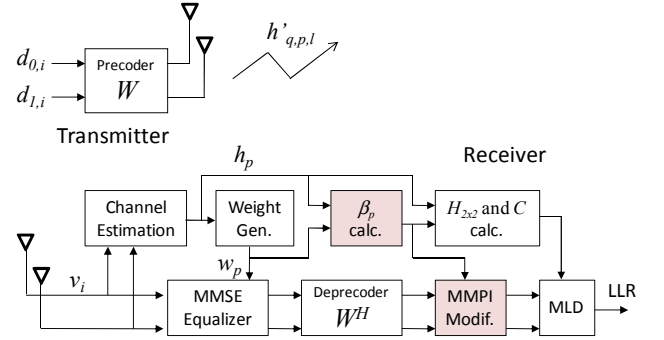 h’q,p,l
d0,i
Precoder
W
d1,i
Transmitter
hp
Receiver
Channel
Estimation
Weight
Gen.
βp
calc.
H2x2 and C
calc.
wp
vi
MMSE
Equalizer
Deprecoder
W^H
MMPI
Modif.
MLD
LLR